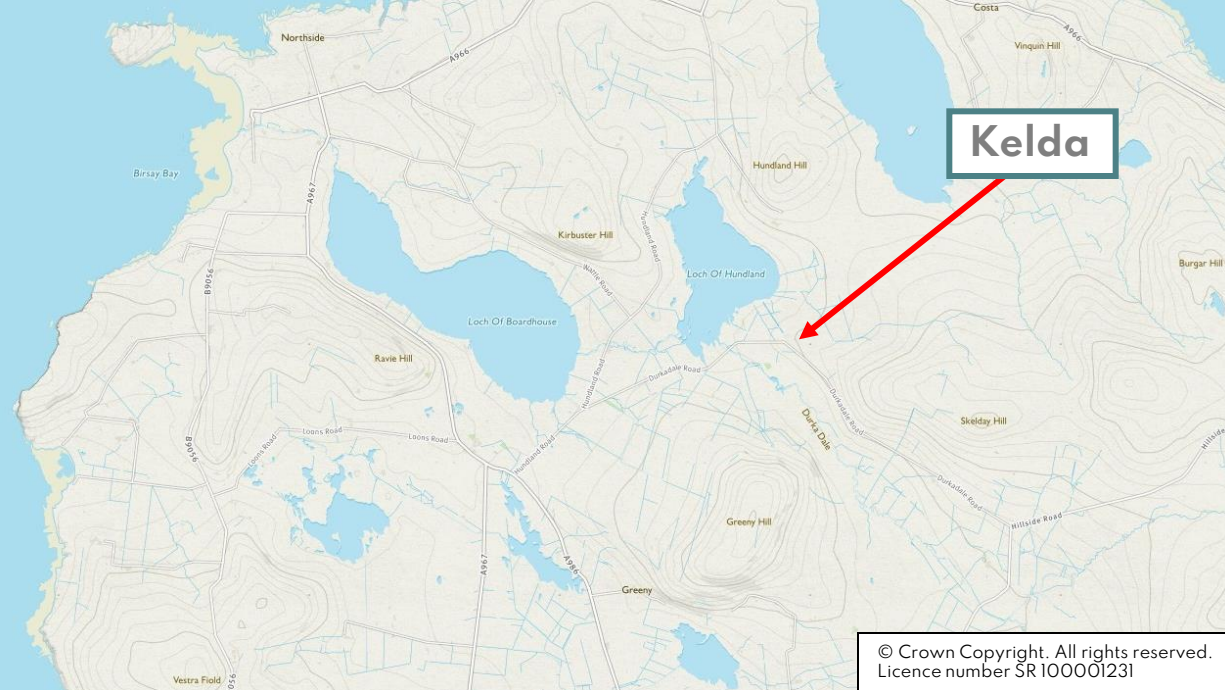 Costa
Northside
A966
Vinquin Hill
A966
Kelda
Hundland Hill
Birsay Bay
A967
Hundland Road
Kirbuster Hill
Burgar Hill
B9056
Wattle Road
Loch Of Hundland
Loch Of Boardhouse
Ravie Hill
Durkadale Road
Hundland Road
Durkadale Road
Durka Dale
Skelday Hill
Loons Road
Loons Road
Loons Road
Hillside
B9056
Hundland Road
Durkadale Road
Greeny Hill
Hillside Road
A967
A986
Greeny
© Crown Copyright. All rights reserved.
Licence number SR 100001231
Vestra Fiold
056